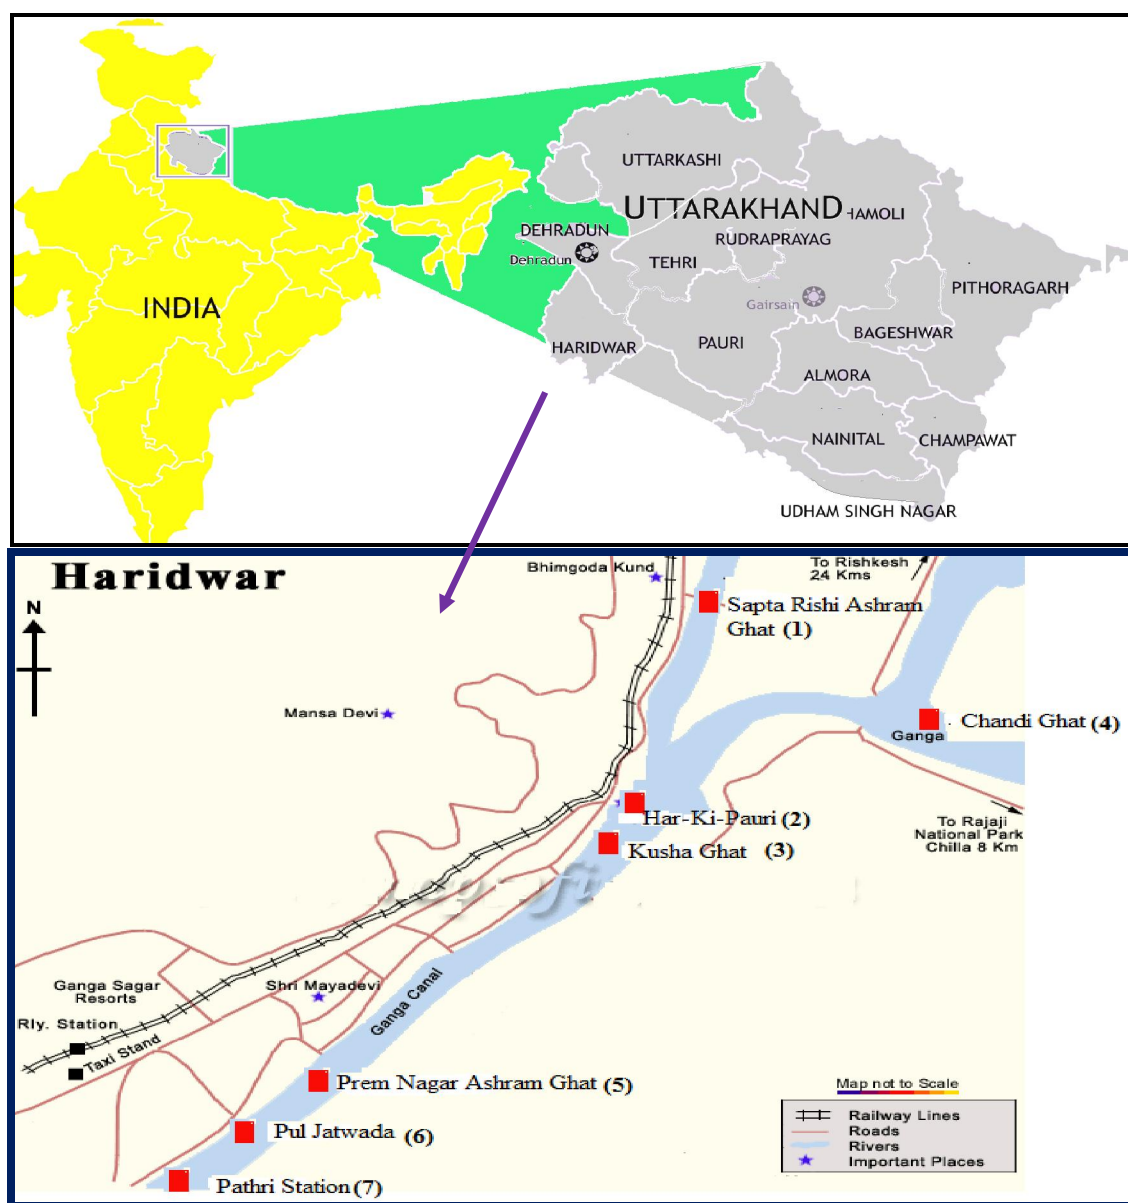 UTTARKASHI
UTTARAKHAND
HAMOLI
DEHRADUN
RUDRAPRAYAG
Dehradun
TEHRI
PITHORAGARH
Gairsain
INDIA
BAGESHWAR
HARIDWAR
PAURI
ALMORA
NAINITAL
CHAMPAWAT
UDHAM SINGH NAGAR
Haridwar
Bhimgoda Kund
To Rishkesh
24 Kms
N
Sapta Rishi Ashram
Ghat (1)
Mansa Devi
Chandi Ghat (4)
Ganga
Har-Ki-Pauri (2)
To Rajaji
National Park
Chilla 8 Km
Kusha Ghat (3)
Ganga Sagar
Resorts
Shri Mayadevi
Ganga Canal
Rly. Station
Taxi Stand
Prem Nagar Ashram Ghat (5)
Pul Jatwada (6)
Pathri Station (7)
Map not to Scale
Railway Lines
Roads
Rivers
Important Places